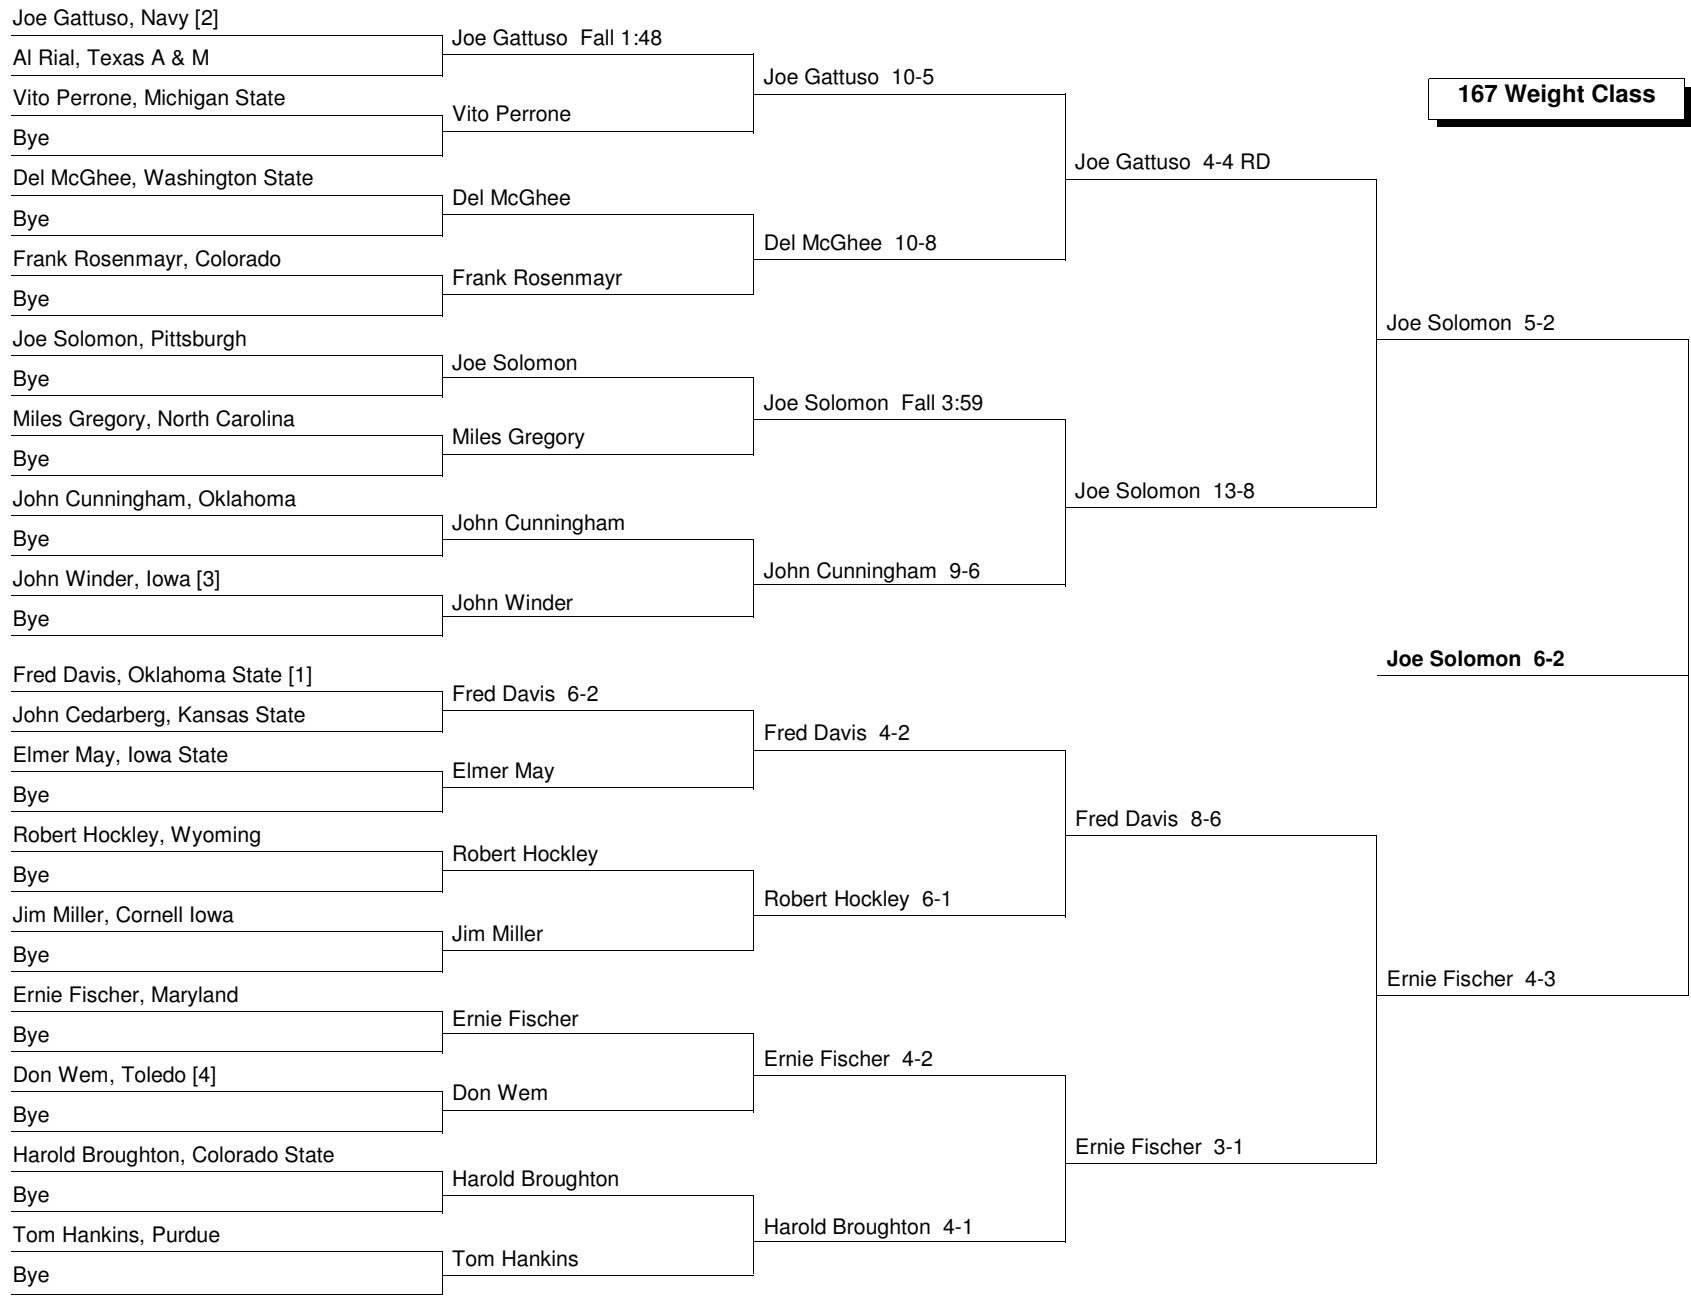 Joe Gattuso, Navy [2]
Al Rial, Texas A & M
Vito Perrone, Michigan State
Bye
Del McGhee, Washington State
Bye
Frank Rosenmayr, Colorado
Bye
Joe Solomon, Pittsburgh
Bye
Miles Gregory, North Carolina
Bye
John Cunningham, Oklahoma
Bye
John Winder, Iowa [3]
Bye
Fred Davis, Oklahoma State [1]
John Cedarberg, Kansas State
Elmer May, Iowa State
Bye
Robert Hockley, Wyoming
Bye
Jim Miller, Cornell Iowa
Bye
Ernie Fischer, Maryland
Bye
Don Wem, Toledo [4]
Bye
Harold Broughton, Colorado State
Bye
Tom Hankins, Purdue
Bye
Joe Gattuso Fall 1:48
Vito Perrone
Del McGhee
Frank Rosenmayr
Joe Solomon
Miles Gregory
John Cunningham
John Winder
Fred Davis 6-2
Elmer May
Robert Hockley
Jim Miller
Ernie Fischer
Don Wem
Harold Broughton
Tom Hankins
Joe Gattuso 10-5
Del McGhee 10-8
Joe Solomon Fall 3:59
John Cunningham 9-6
Fred Davis 4-2
Robert Hockley 6-1
Ernie Fischer 4-2
Harold Broughton 4-1
Joe Gattuso 4-4 RD
Joe Solomon 13-8
Fred Davis 8-6
Ernie Fischer 3-1
167 Weight Class
Joe Solomon 5-2
Joe Solomon 6-2
Ernie Fischer 4-3